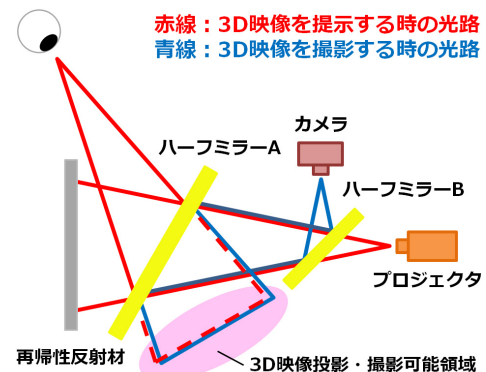 赤線：3D映像を提示する時の光路
青線：3D映像を撮影する時の光路
カメラ
ハーフミラーA
ハーフミラーB
プロジェクタ
再帰性反射材
3D映像投影・撮影可能領域